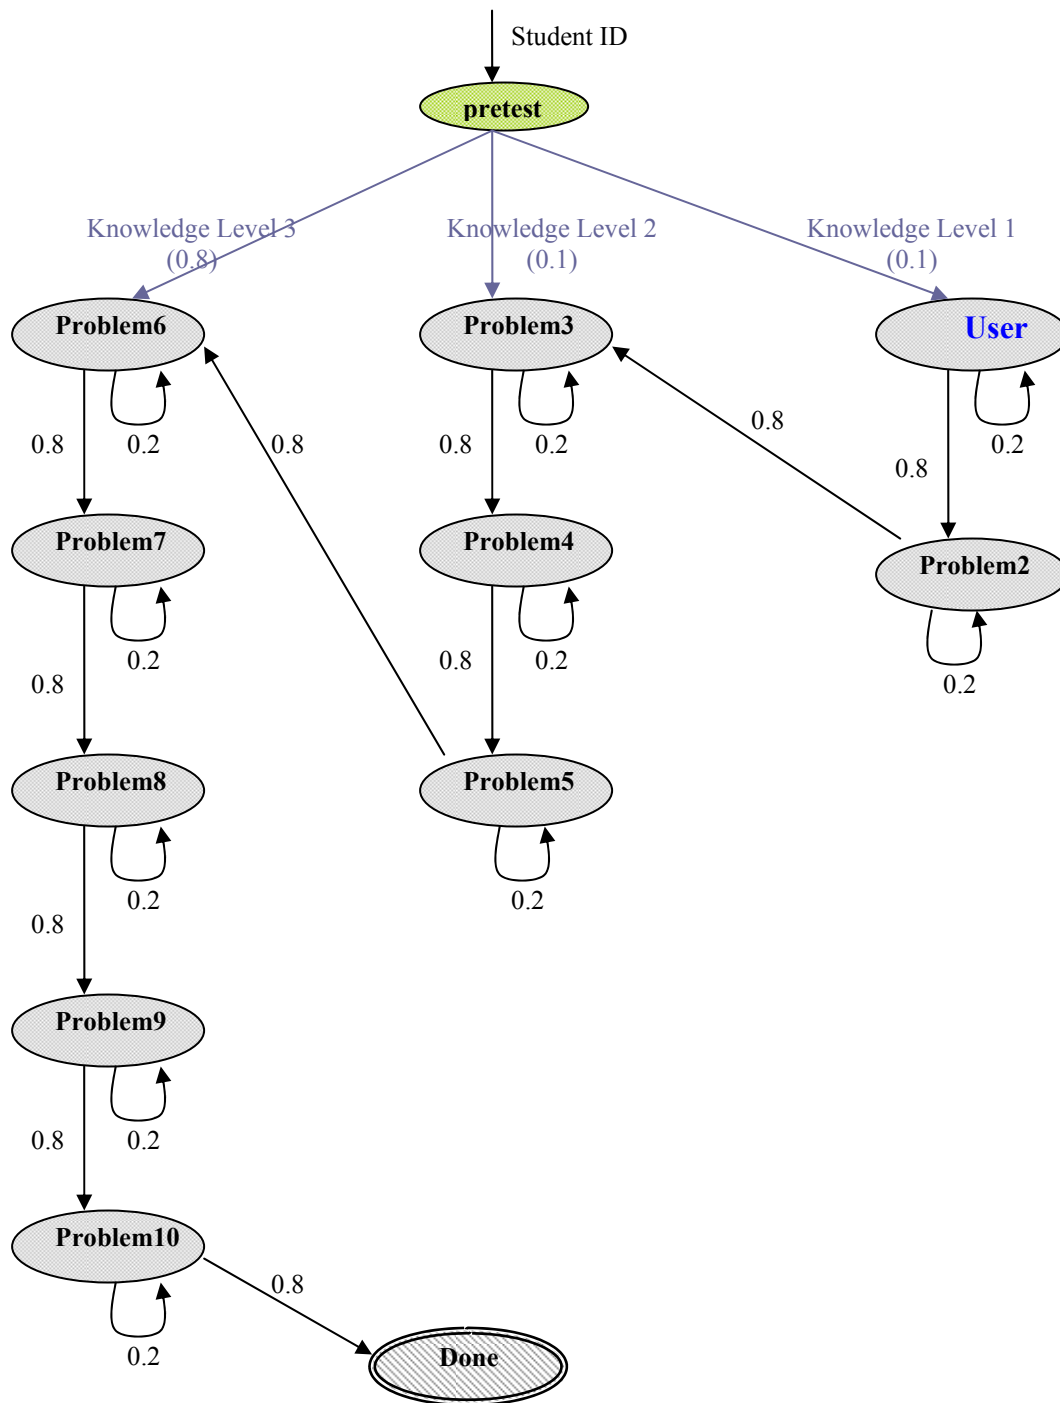 Student ID
pretest
Knowledge Level 3
(0.8)
Knowledge Level 2
(0.1)
Knowledge Level 1
(0.1)
Problem6
Problem3
User
0.8
0.2
0.8
0.8
0.2
0.8
0.8
0.2
Problem7
Problem4
Problem2
0.8
0.2
0.8
0.2
0.2
Problem8
Problem5
0.8
0.2
0.2
Problem9
0.8
0.2
Problem10
0.8
0.2
Done